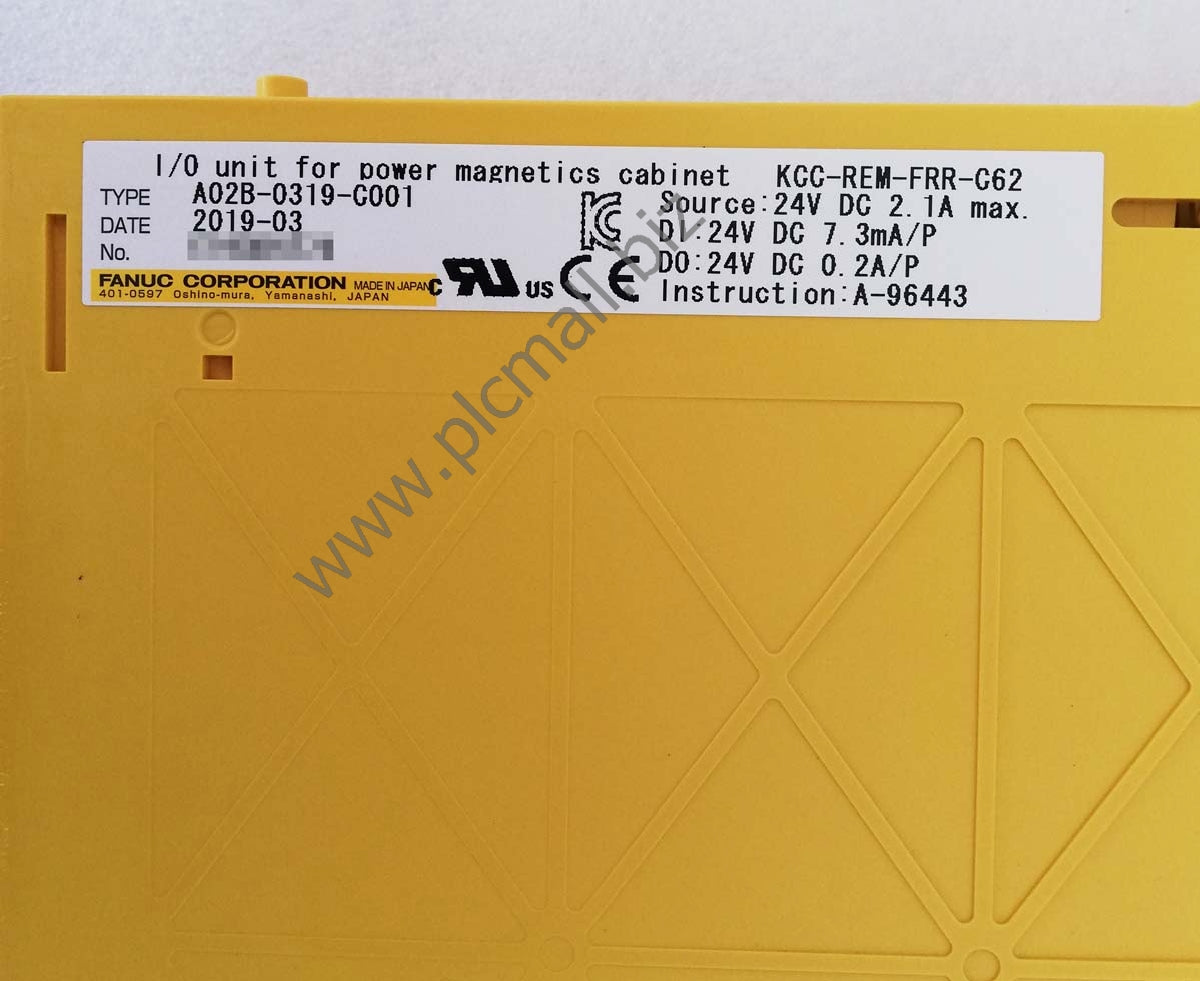 I/O unit for power magnetics cabinet KCC-REM-FRR-C62
TYPE A02B-0319-C001
Source:24V DC 2.1A max.
DATE 2019-03
DI:24V DC 7.3mA/P
No.
DO:24V DC 0.2A/P
FANUC CORPORATION MADE IN JAPAN
401-0597 Oshino-mura, Yamanashi, JAPAN
C US CE
Instruction:A-96443
www.plcmall.biz